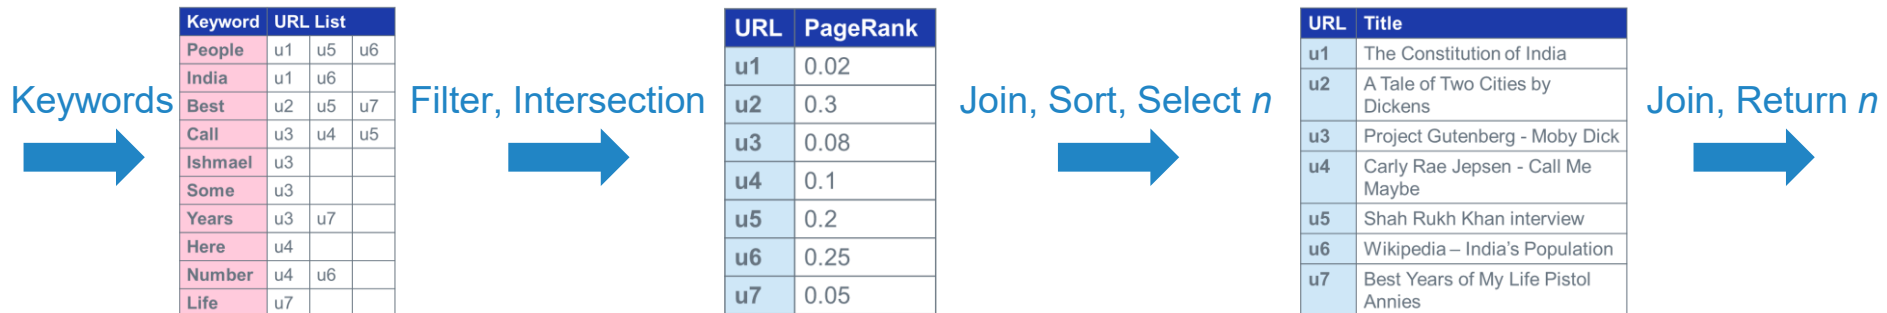 Keywords
Keyword URL List
People u1 u5 u6
India u1 u6
Best u2 u5 u7
Call u3 u4 u5
Ishmael u3
Some u3
Years u3 u7
Here u4
Number u4 u6
Life u7
Filter, Intersection
URL PageRank
u1 0.02
u2 0.3
u3 0.08
u4 0.1
u5 0.2
u6 0.25
u7 0.05
Join, Sort, Select n
URL Title
u1 The Constitution of India
u2 A Tale of Two Cities by
Dickens
u3 Project Gutenberg - Moby Dick
u4 Carly Rae Jepsen - Call Me
Maybe
u5 Shah Rukh Khan interview
u6 Wikipedia – India's Population
u7 Best Years of My Life Pistol
Annies
Join, Return n